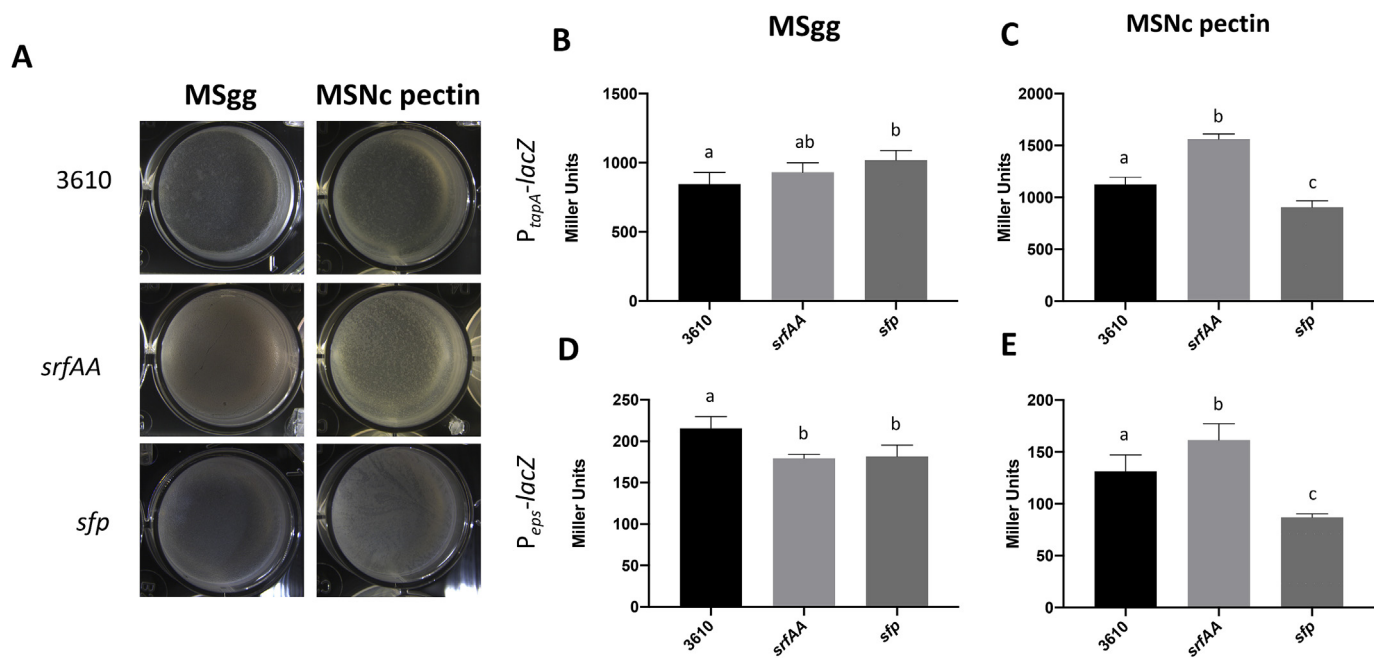 A
MSgg
MSNc pectin
3610
srfAA
sfp
B
MSgg
P_tapA-lacZ
Miller Units
1500
1000
500
0
a
ab
b
3610
srfAA
sfp
C
MSNc pectin
Miller Units
2000
1500
1000
500
0
a
b
c
3610
srfAA
sfp
D
P_eps-lacZ
Miller Units
250
200
150
100
50
0
a
b
b
3610
srfAA
sfp
E
Miller Units
200
150
100
50
0
a
b
c
3610
srfAA
sfp